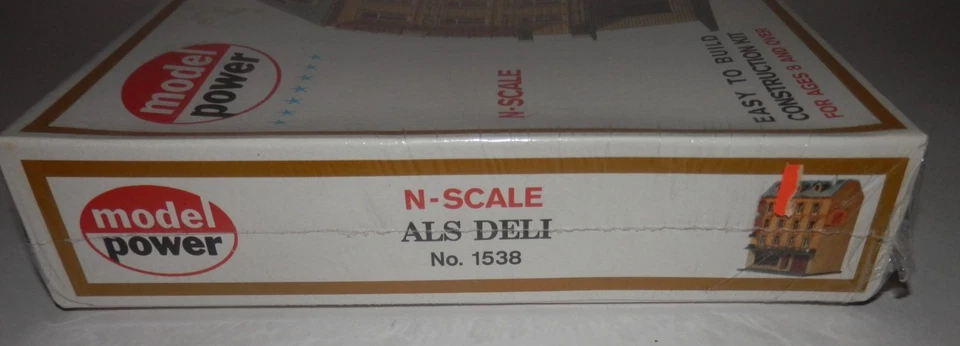 model
power
N-SCALE
EASY TO BUILD
CONSTRUCTION KIT
FOR AGES 8 AND OVER
model
power
N-SCALE
ALS DELI
No. 1538